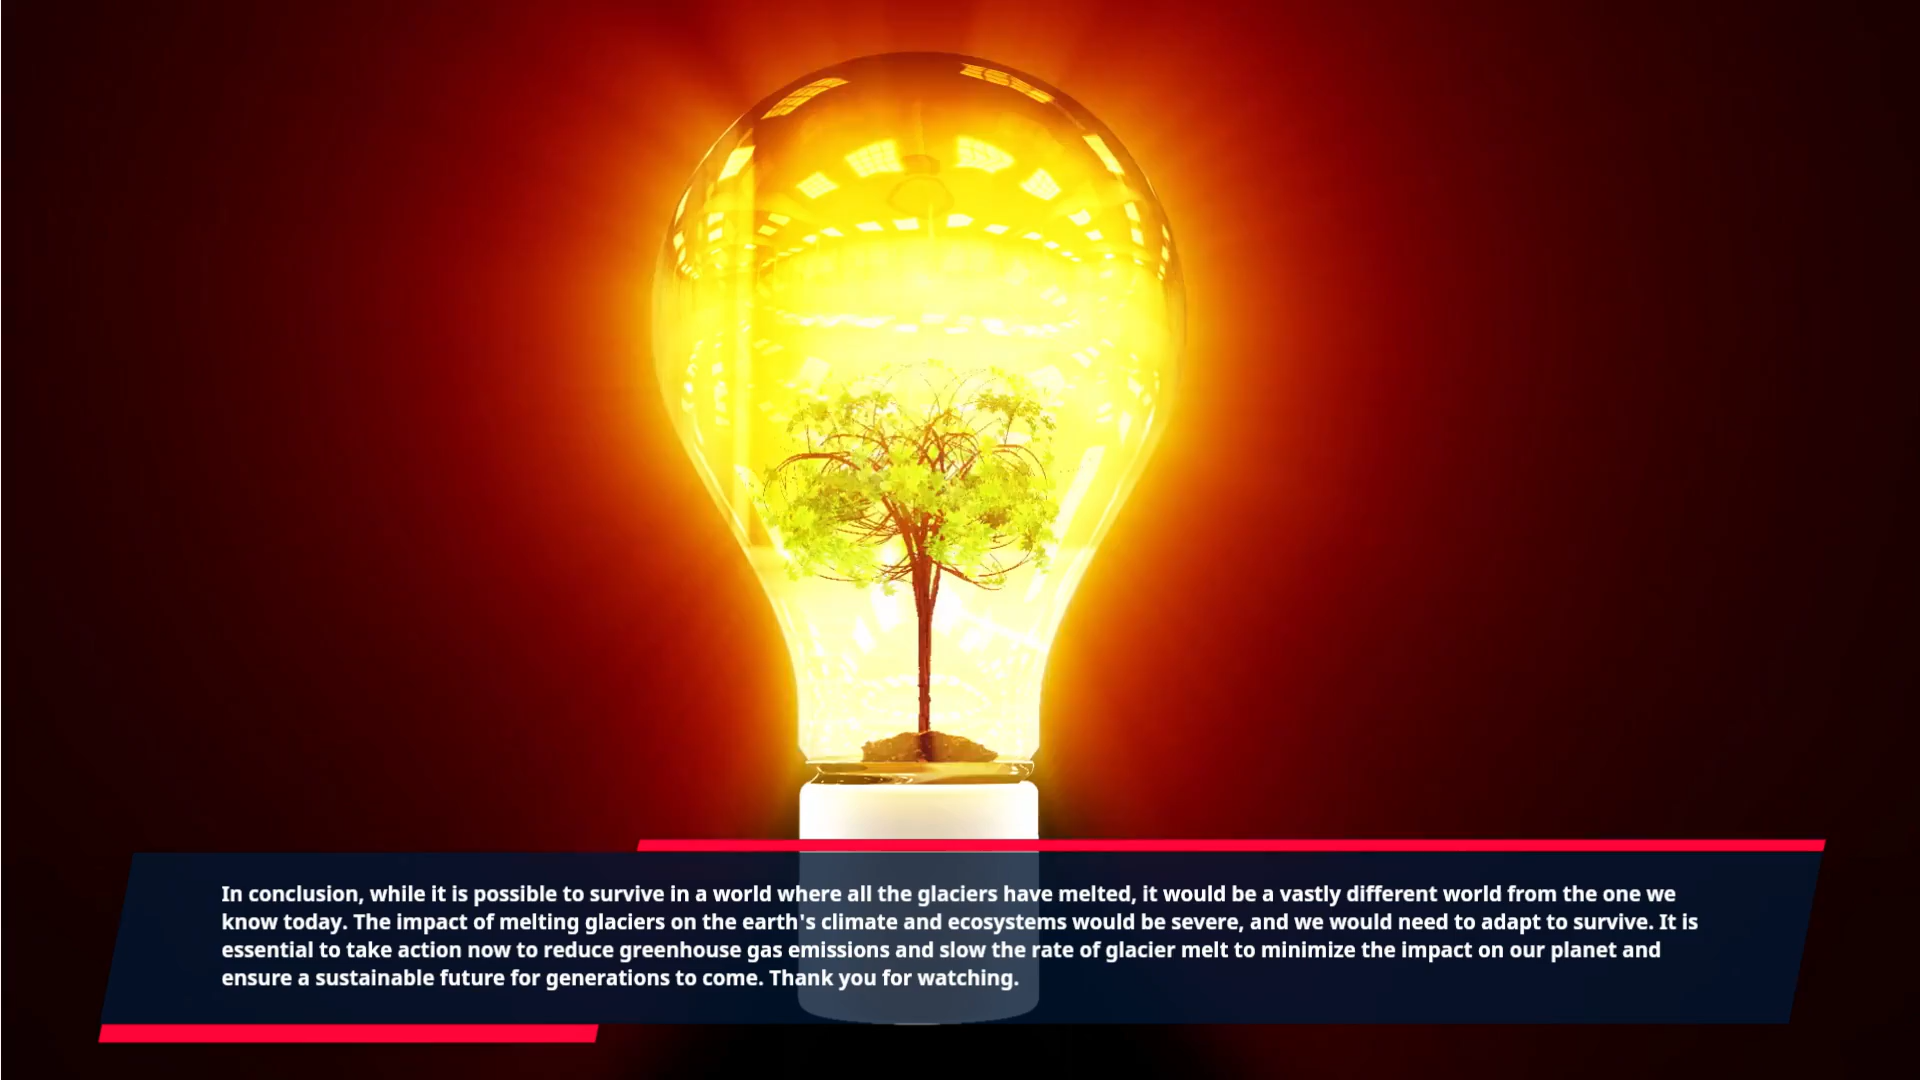 In conclusion, while it is possible to survive in a world where all the glaciers have melted, it would be a vastly different world from the one we
know today. The impact of melting glaciers on the earth's climate and ecosystems would be severe, and we would need to adapt to survive. It is
essential to take action now to reduce greenhouse gas emissions and slow the rate of glacier melt to minimize the impact on our planet and
ensure a sustainable future for generations to come. Thank you for watching.